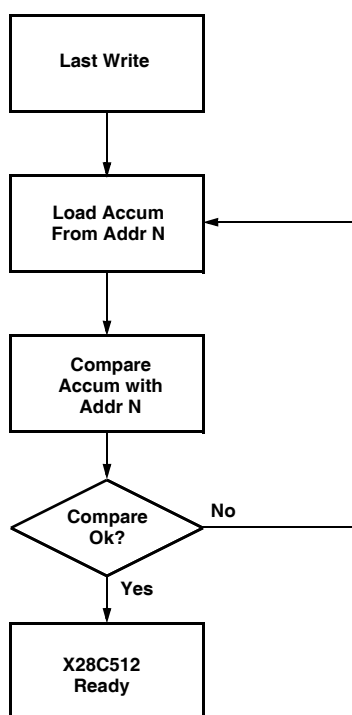 Last Write
Load Accum
From Addr N
Compare
Accum with
Addr N
Compare
Ok?
No
Yes
X28C512
Ready